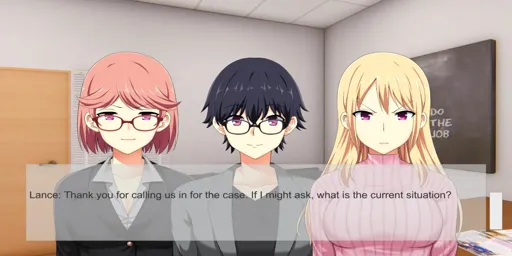 DO
THE
JOB
Lance: Thank you for calling us in for the case. If I might ask, what is the current situation?